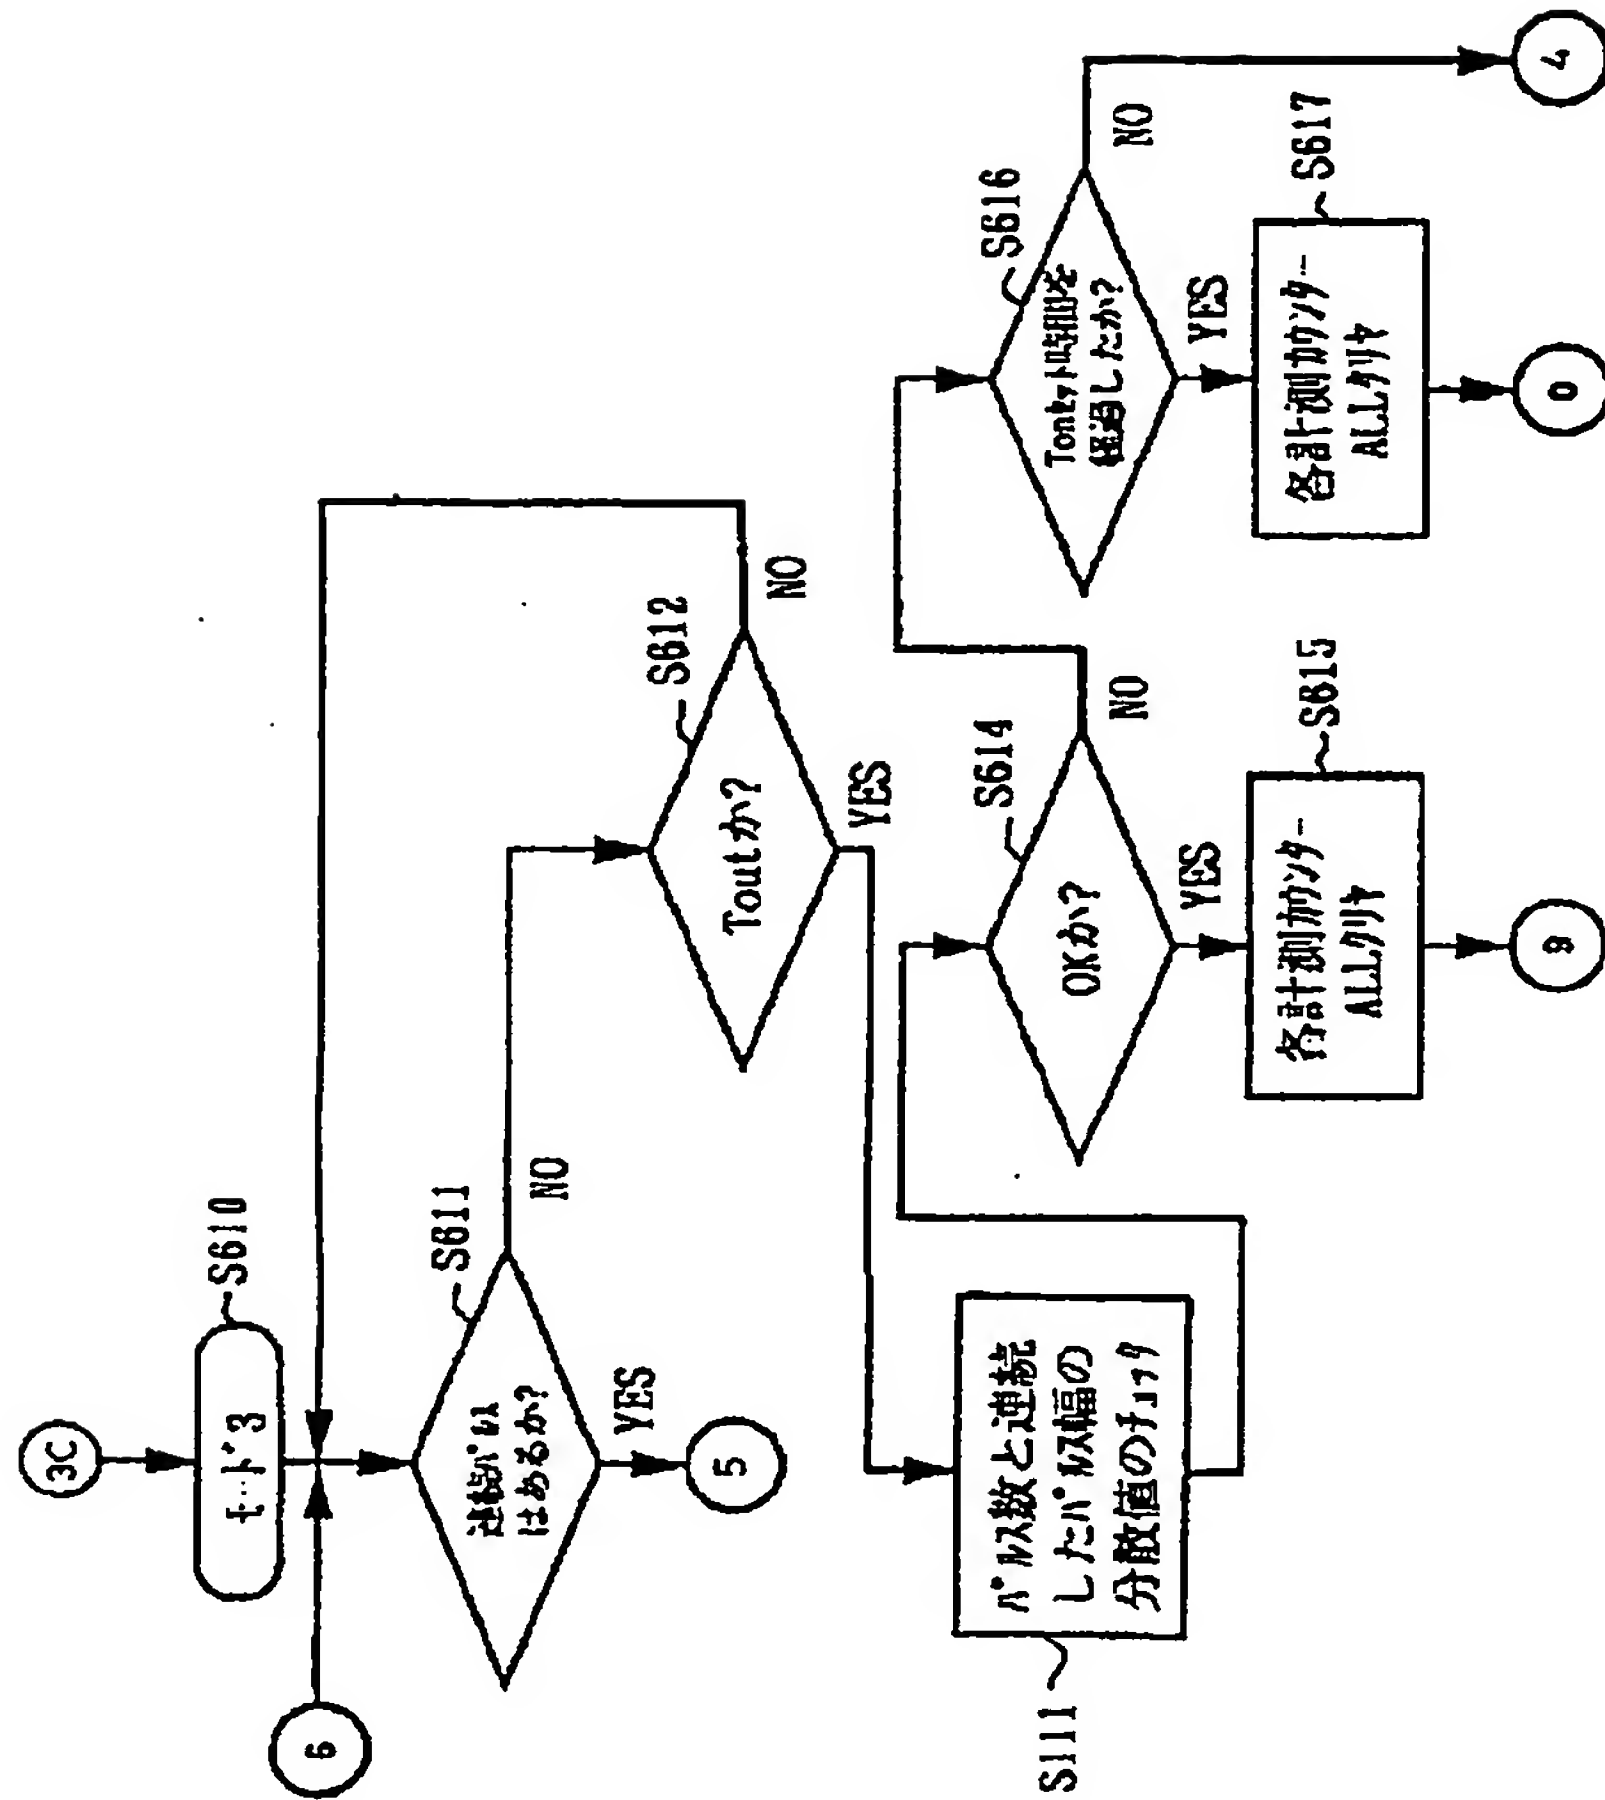 3C
モード3
S610
6
連続パルス
はあるか?
S611
YES
NO
5
Toutか?
S612
NO
YES
パルス数と連続
したパルス幅の
分散値のチェック
S111
OKか?
S614
NO
YES
各計測カウンター
ALLクリヤ
S615
9
Tonセット時間を
経過したか?
S616
NO
YES
各計測カウンター
ALLクリヤ
S617
0
4